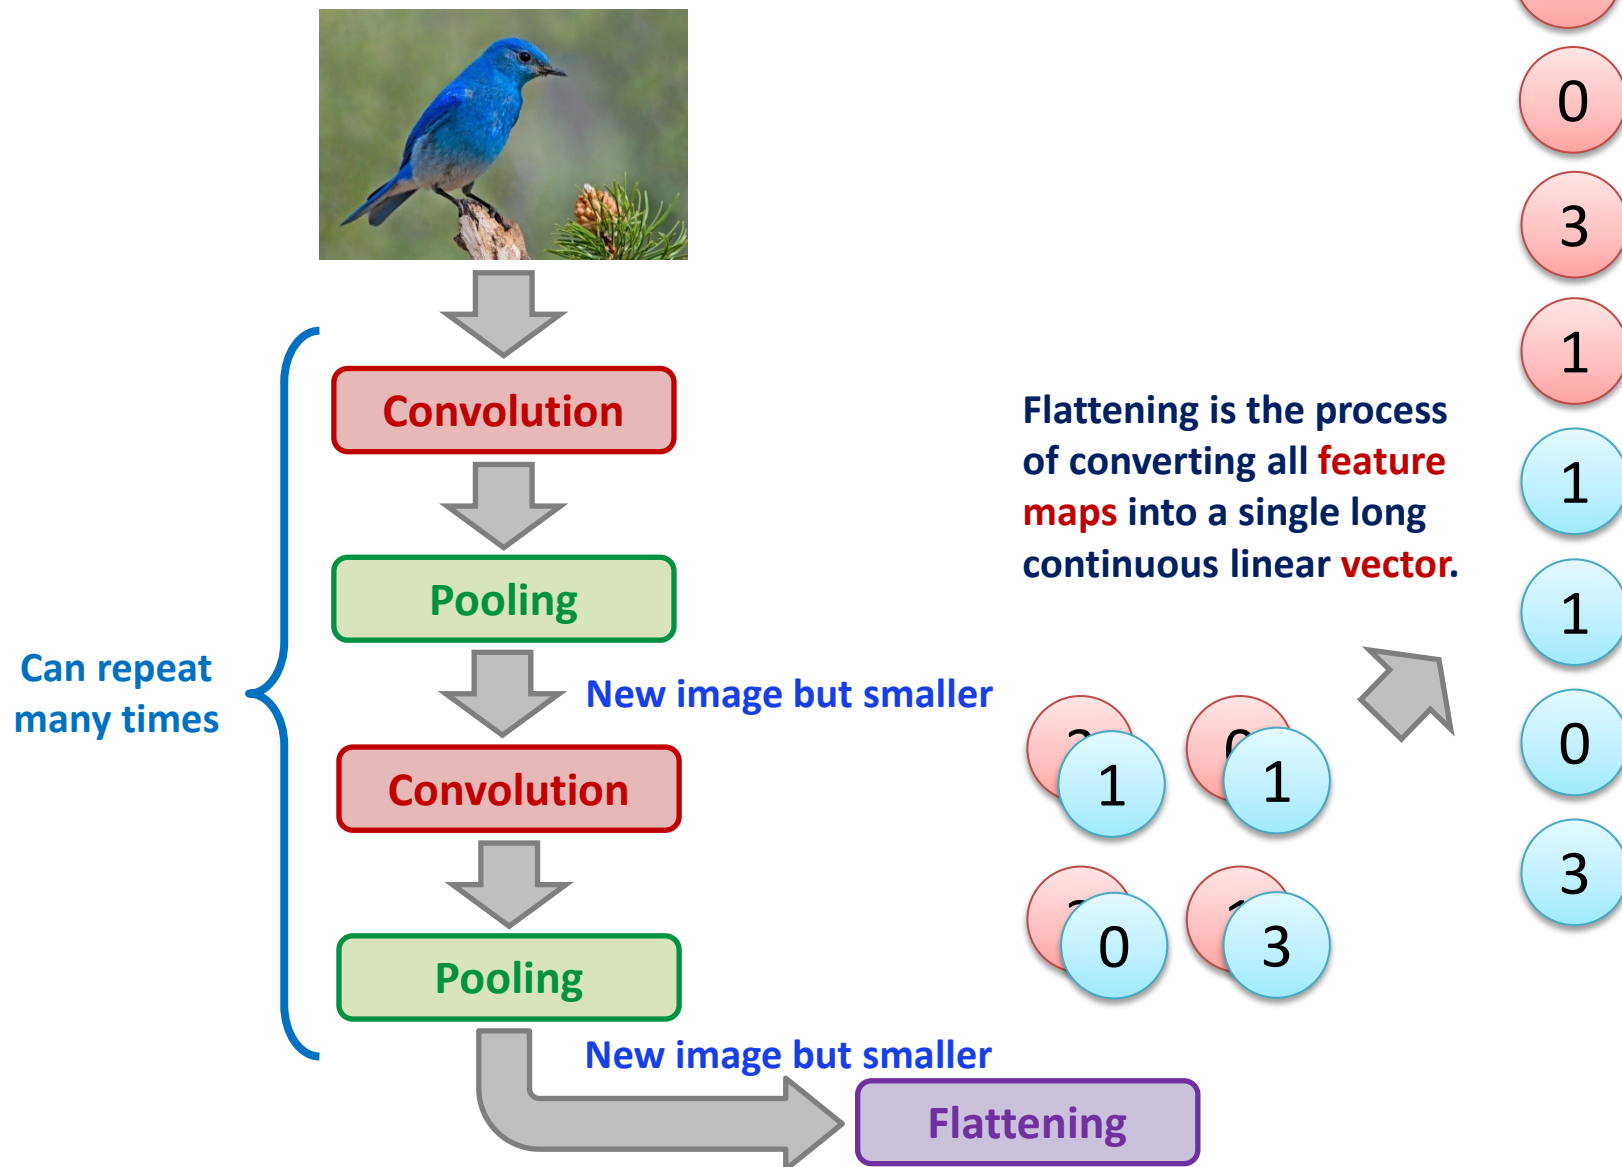 Convolution
Pooling
Can repeat
many times
New image but smaller
Convolution
Pooling
New image but smaller
Flattening
Flattening is the process
of converting all feature
maps into a single long
continuous linear vector.
1 1
0 3
0
3
1
1
1
0
3